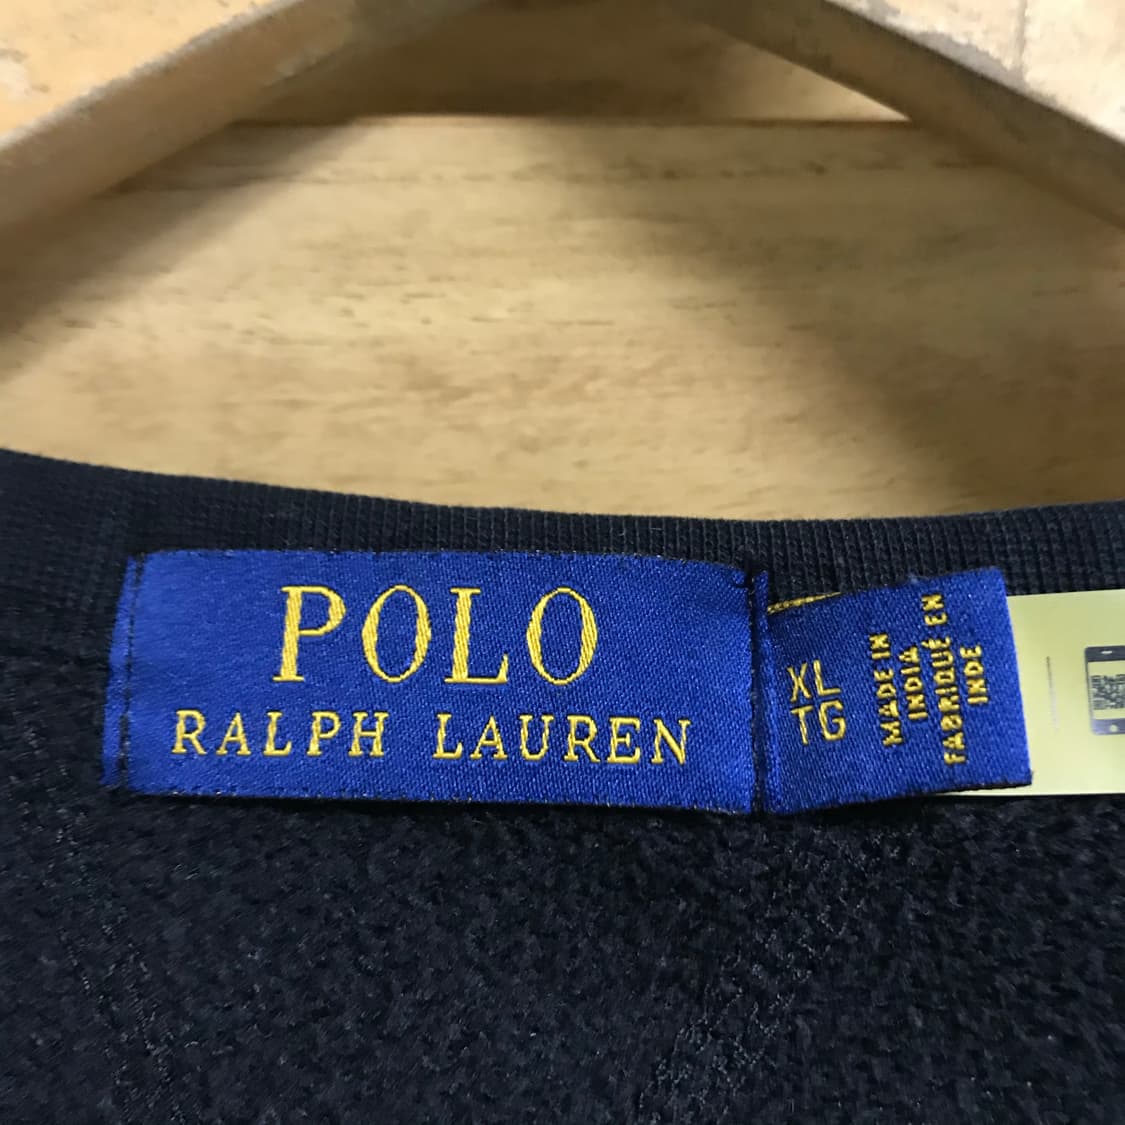 POLO
RALPH LAUREN
XL
TG
MADE IN
INDIA
FABRIQUÉ EN
INDE